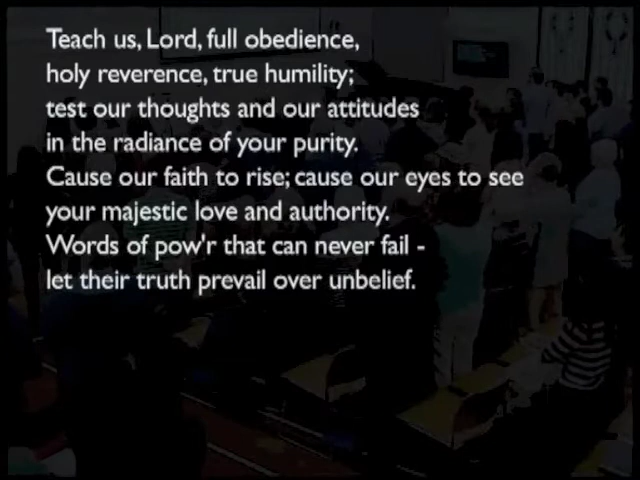 Teach us, Lord, full obedience,
holy reverence, true humility;
test our thoughts and our attitudes
in the radiance of your purity.
Cause our faith to rise; cause our eyes to see
your majestic love and authority.
Words of pow'r that can never fail -
let their truth prevail over unbelief.